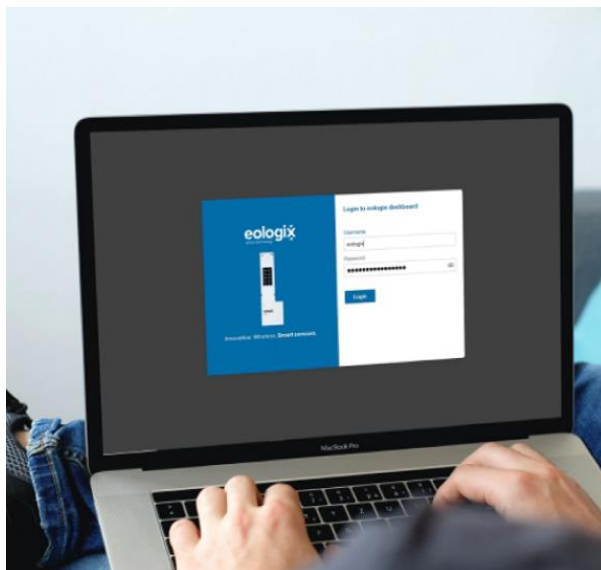 eologix
Innovative. Wireless. Smart sensors.
Login to eologix dashboard
Username
eologix
Password
••••••••••••••••
Login
MacBook Pro